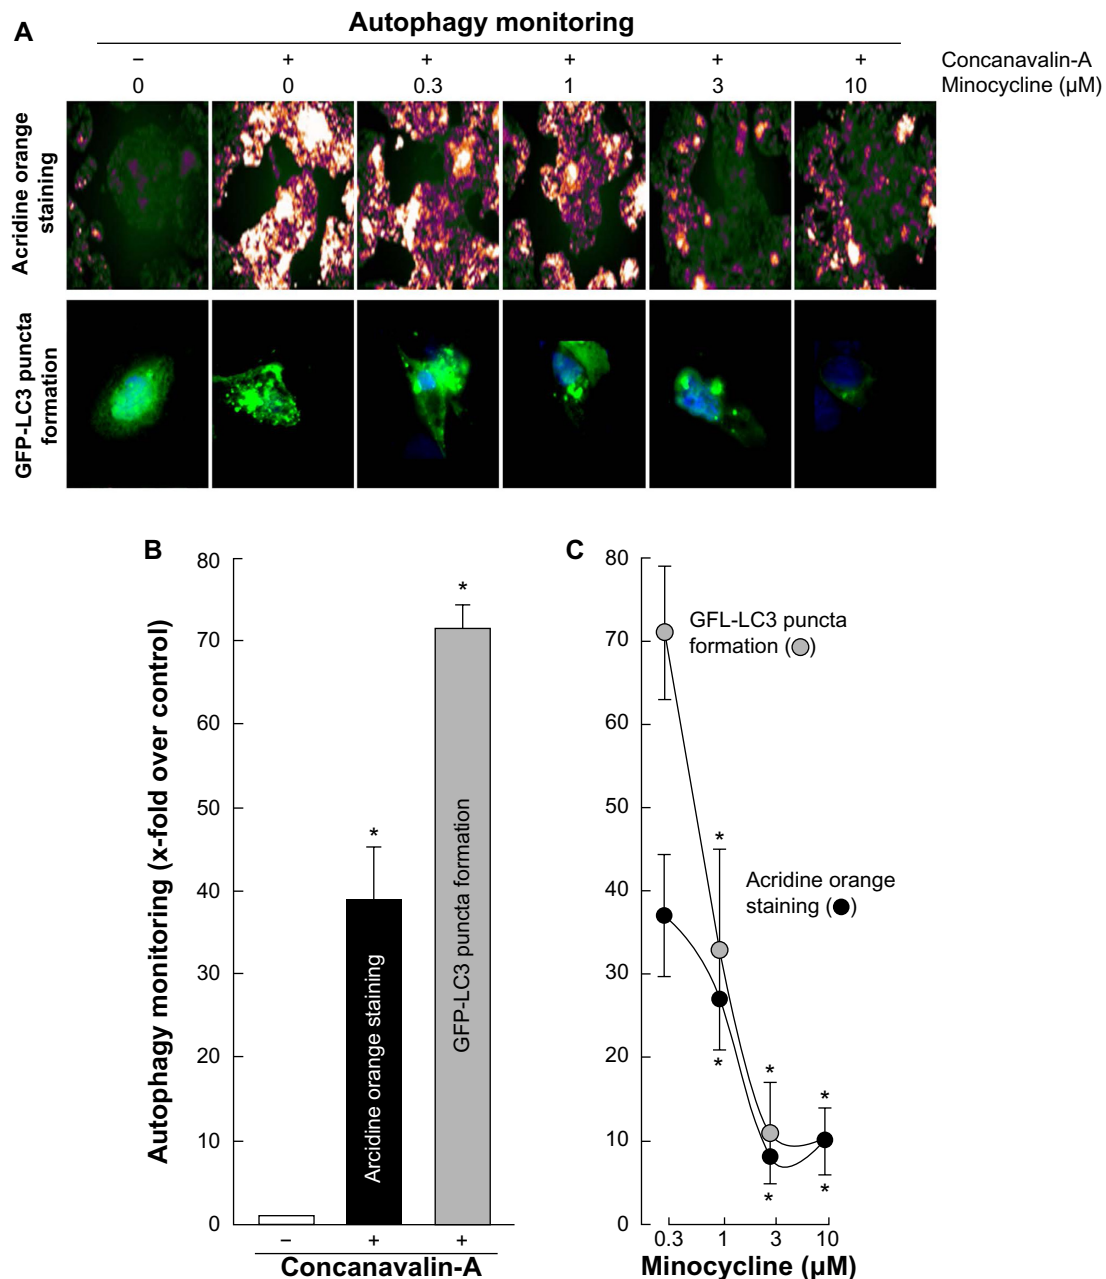 A
Autophagy monitoring
− + + + + + Concanavalin-A
0 0 0.3 1 3 10 Minocycline (µM)
Acridine orange
staining
GFP-LC3 puncta
formation
B
Autophagy monitoring (x-fold over control)
80
70
60
50
40
30
20
10
0
*
*
Arcidine orange staining
GFP-LC3 puncta formation
− + +
Concanavalin-A
C
80
70
60
50
40
30
20
10
0
GFL-LC3 puncta
formation ( )
*
Acridine orange
staining ( )
*
* *
* *
0.3 1 3 10
Minocycline (µM)